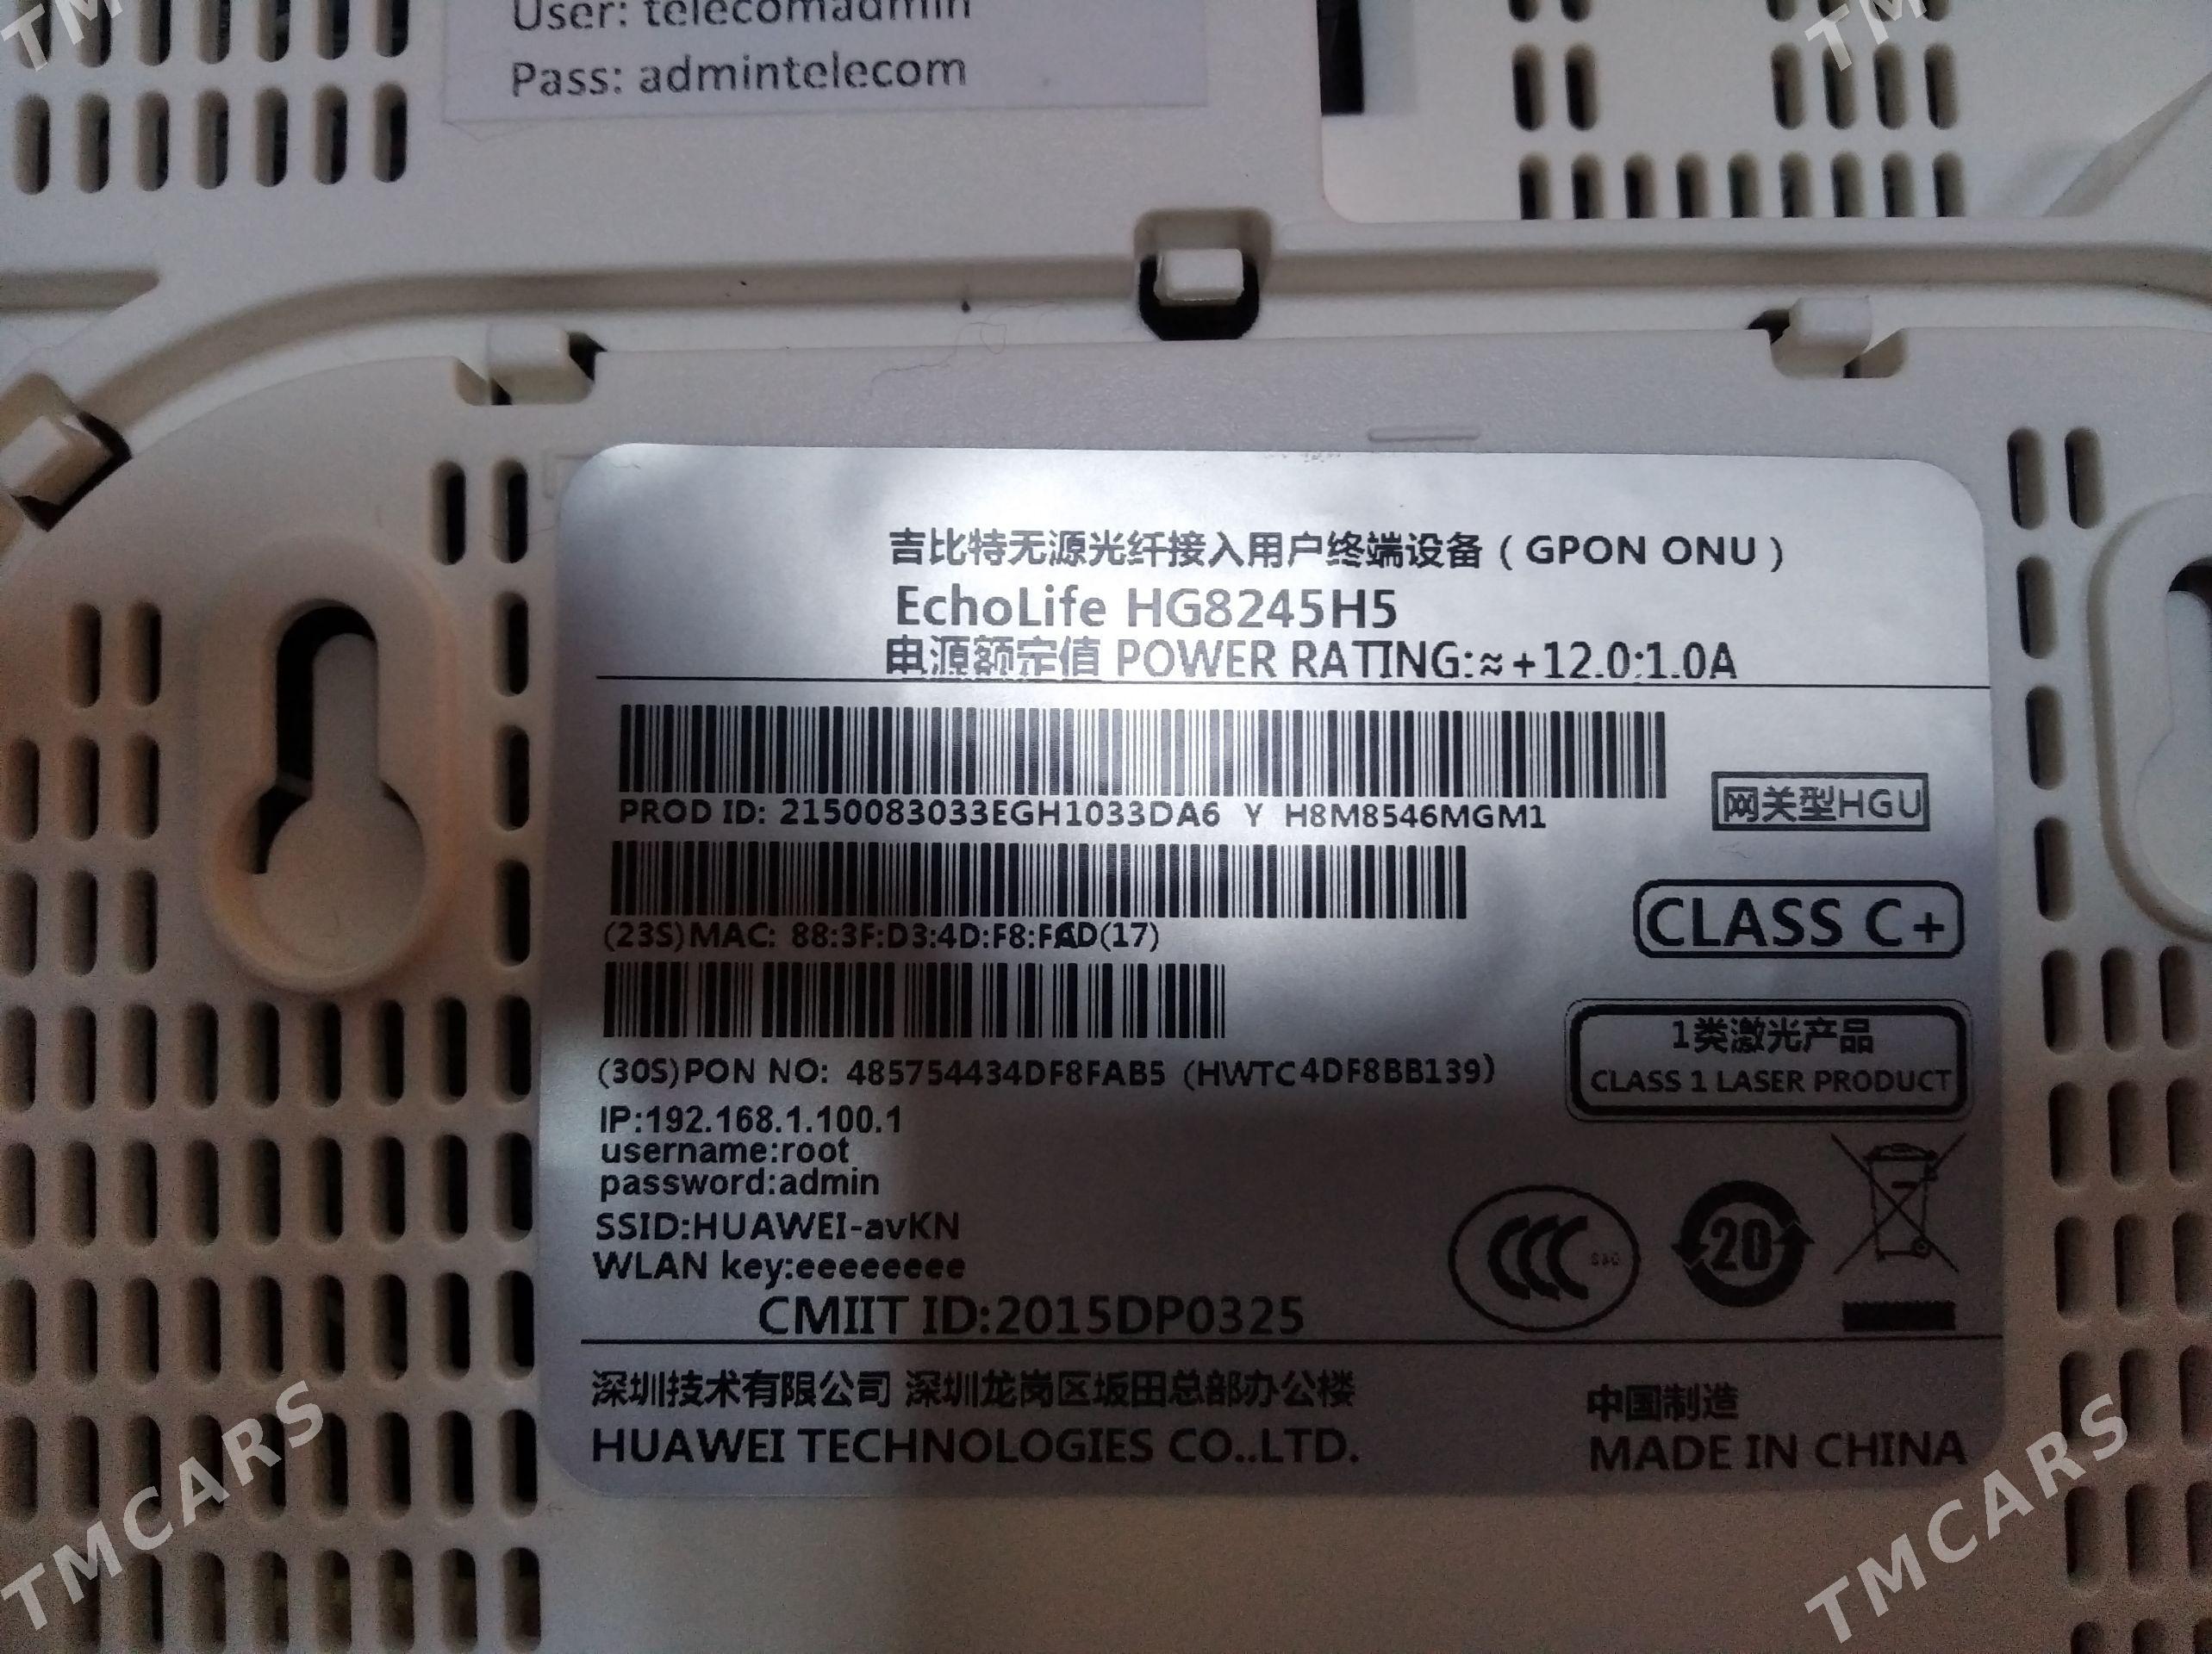 User: telecomadmin
Pass: admintelecom
吉比特无源光纤接入用户终端设备（GPON ONU）
EchoLife HG8245H5
电源额定值 POWER RATING:≂+12.0:1.0A
PROD ID: 2150083033EGH1033DA6 Y H8M8546MGM1
网关型HGU
(23S)MAC: 88:3F:D3:4D:F8:FAD(17)
CLASS C+
(30S)PON NO: 485754434DF8FAB5 (HWTC4DF8BB139)
1类激光产品
CLASS 1 LASER PRODUCT
IP:192.168.1.100.1
username:root
password:admin
SSID:HUAWEI-avKN
WLAN key:eeeeeeee
CCC
20
CMIIT ID:2015DP0325
深圳技术有限公司 深圳龙岗区坂田总部办公楼
中国制造
HUAWEI TECHNOLOGIES CO..LTD.
MADE IN CHINA
TMCARS
TMCARS